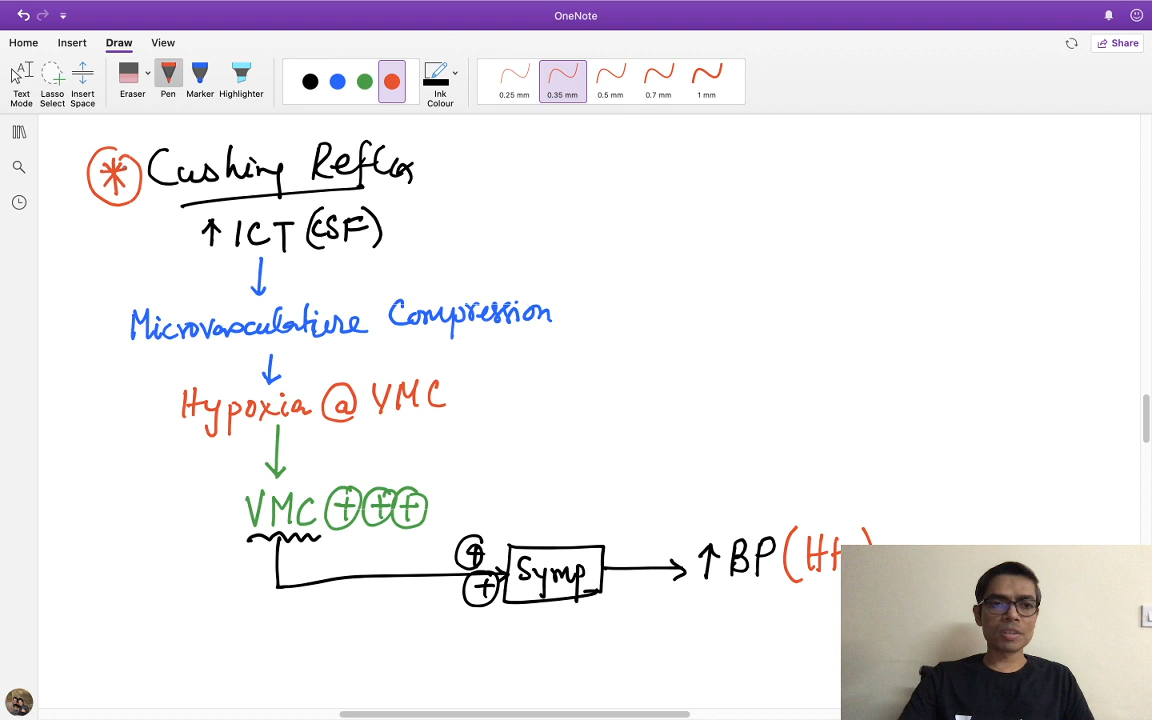 OneNote
Home Insert Draw View
Share
Text Mode
Lasso Select
Insert Space
Eraser
Pen
Marker
Highlighter
Ink Colour
0.25 mm 0.35 mm 0.5 mm 0.7 mm 1 mm
Cushing Reflex
↑ ICT (CSF)
Microvasculature Compression
Hypoxia @ VMC
VMC + + +
+
+ Symp → ↑ BP (